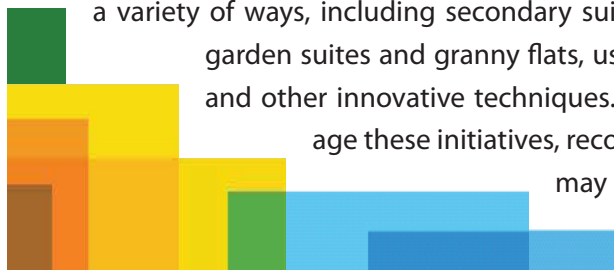 a variety of ways, including secondary sui
garden suites and granny flats, us
and other innovative techniques.
age these initiatives, reco
may